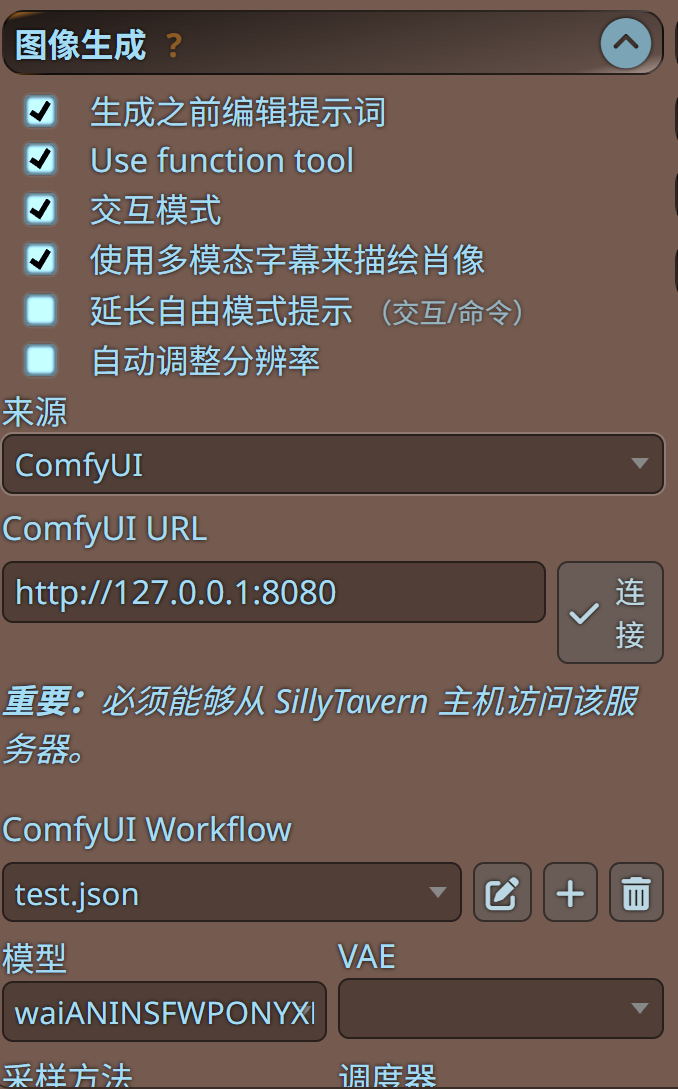 图像生成 ?
生成之前编辑提示词
Use function tool
交互模式
使用多模态字幕来描绘肖像
延长自由模式提示 （交互/命令）
自动调整分辨率
来源
ComfyUI
ComfyUI URL
http://127.0.0.1:8080
连
接
重要：必须能够从 SillyTavern 主机访问该服
务器。
ComfyUI Workflow
test.json
模型 VAE
waiANINSFWPONYX
采样方法 调度器